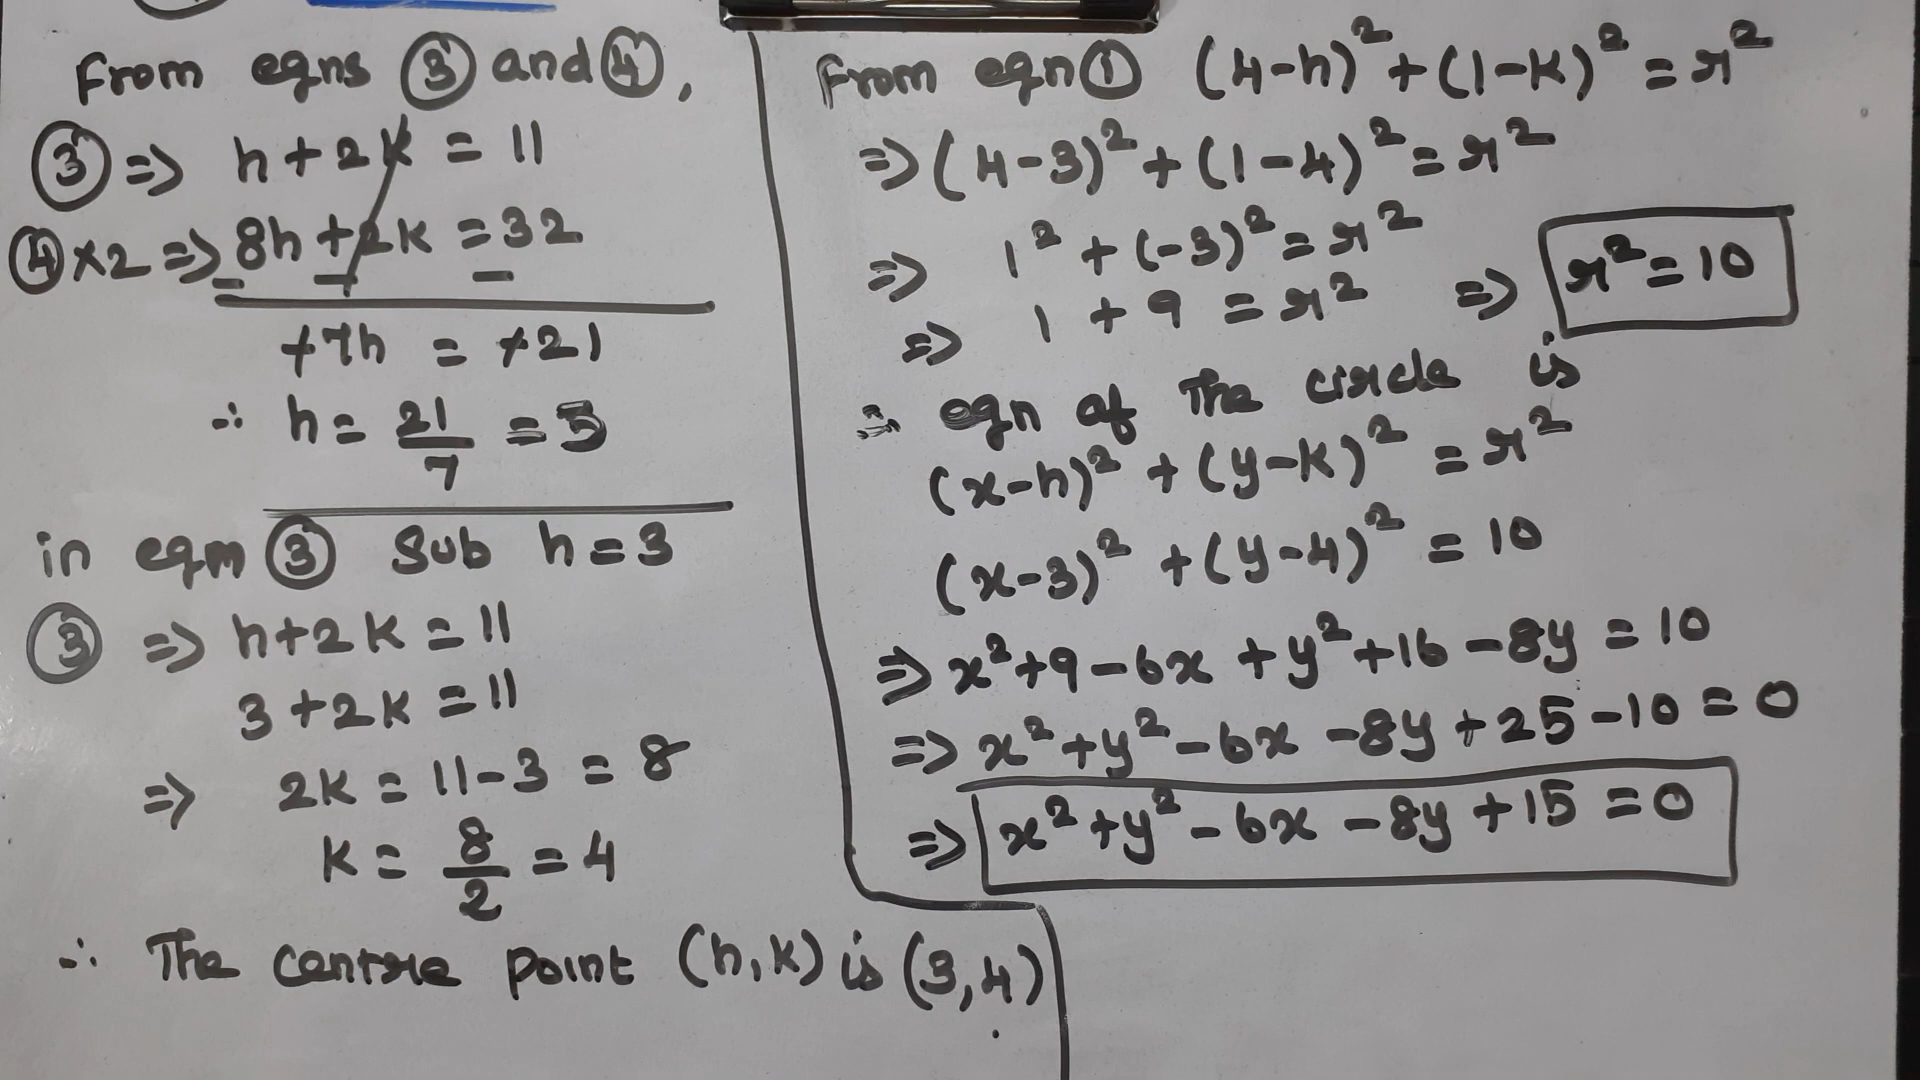 From eqns ③ and ④,
③ => h + 2k = 11
④ × 2 => 8h + 2k = 32
- - -
+7h = +21
∴ h = 21/7 = 3
in eqn ③ Sub h = 3
③ => h + 2k = 11
3 + 2k = 11
=> 2k = 11 - 3 = 8
k = 8/2 = 4
∴ The centre point (h, k) is (3, 4)
From eqn ① (4-h)² + (1-k)² = r²
=> (4-3)² + (1-4)² = r²
=> 1² + (-3)² = r²
=> 1 + 9 = r² => r² = 10
∴ eqn of the circle is
(x-h)² + (y-k)² = r²
(x-3)² + (y-4)² = 10
=> x² + 9 - 6x + y² + 16 - 8y = 10
=> x² + y² - 6x - 8y + 25 - 10 = 0
=> x² + y² - 6x - 8y + 15 = 0